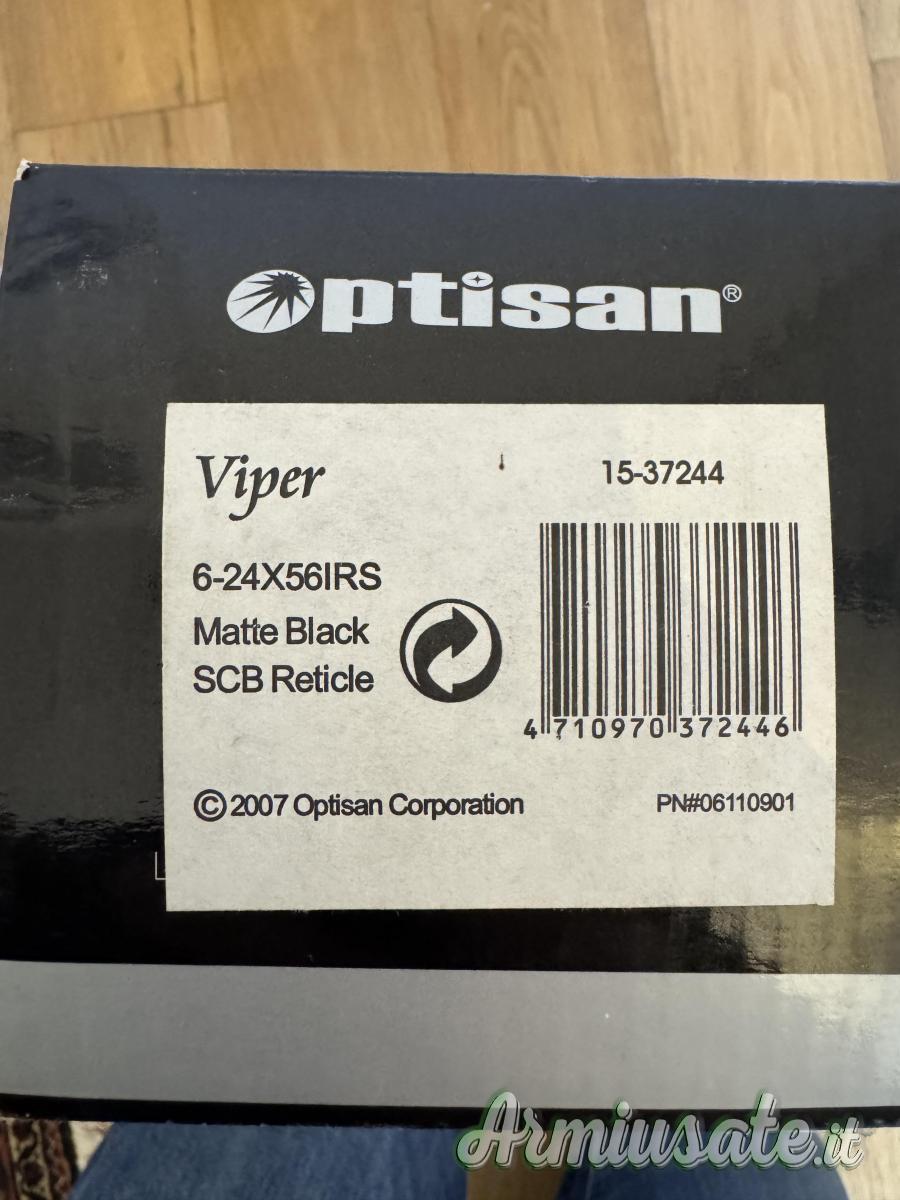 Optisan®
Viper
15-37244
6-24X56IRS
Matte Black
SCB Reticle
4 710970 372446
© 2007 Optisan Corporation
PN#06110901
Armiusate.it